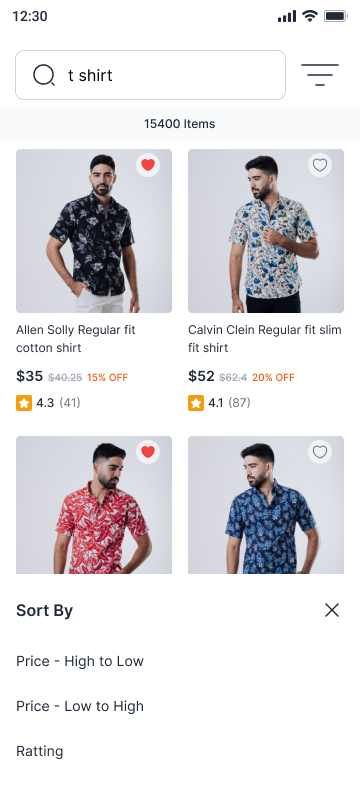 12:30
t shirt
15400 Items
Allen Solly Regular fit
cotton shirt
$35 $40.25 15% OFF
4.3 (41)
Calvin Clein Regular fit slim
fit shirt
$52 $62.4 20% OFF
4.1 (87)
Sort By
Price - High to Low
Price - Low to High
Ratting